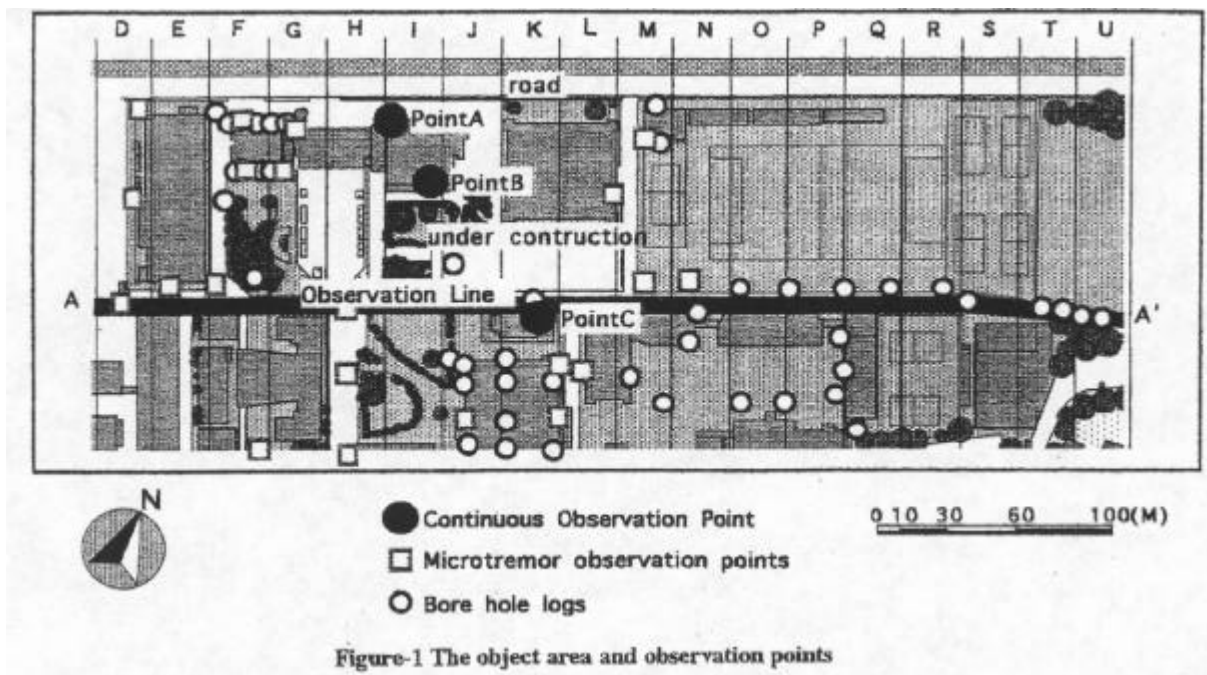 D E F G H I J K L M N O P Q R S T U
road
PointA
PointB
under contruction
Observation Line
A
PointC
A'
N
Continuous Observation Point
0 10 30 60 100(M)
Microtremor observation points
Bore hole logs
Figure-1 The object area and observation points